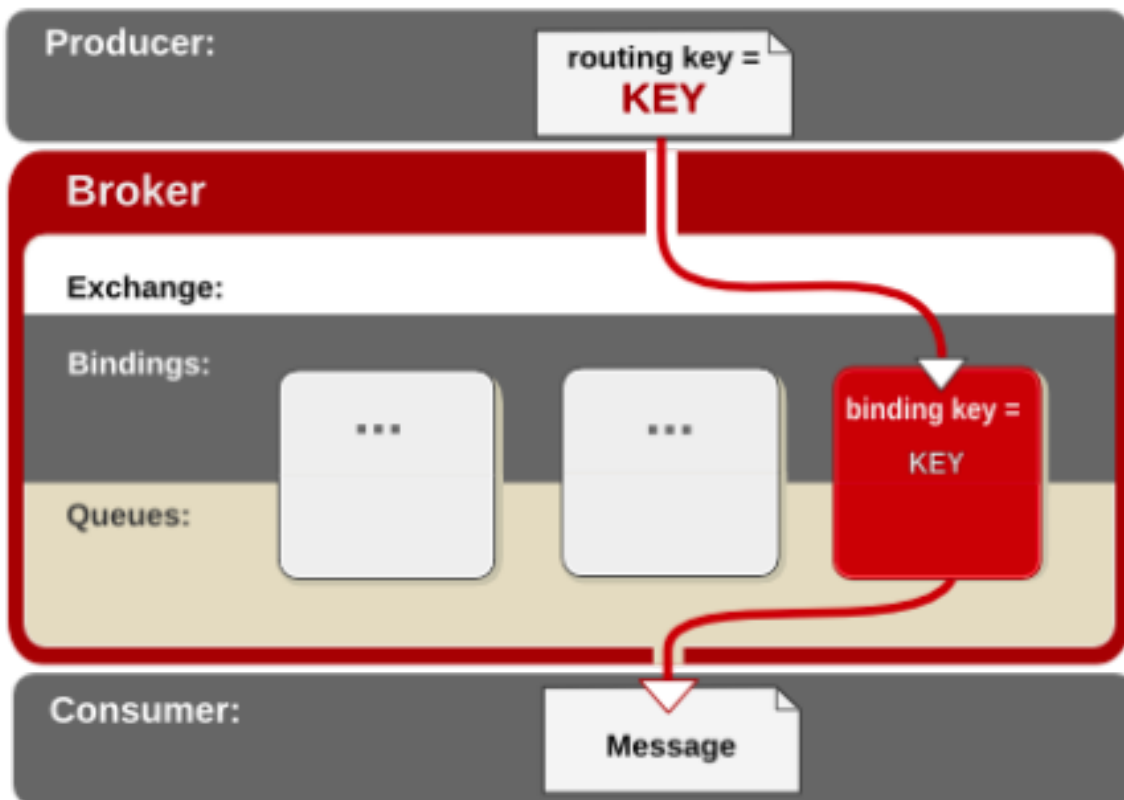 Producer:
routing key =
KEY
Broker
Exchange:
Bindings:
...
...
binding key =
KEY
Queues:
Consumer:
Message